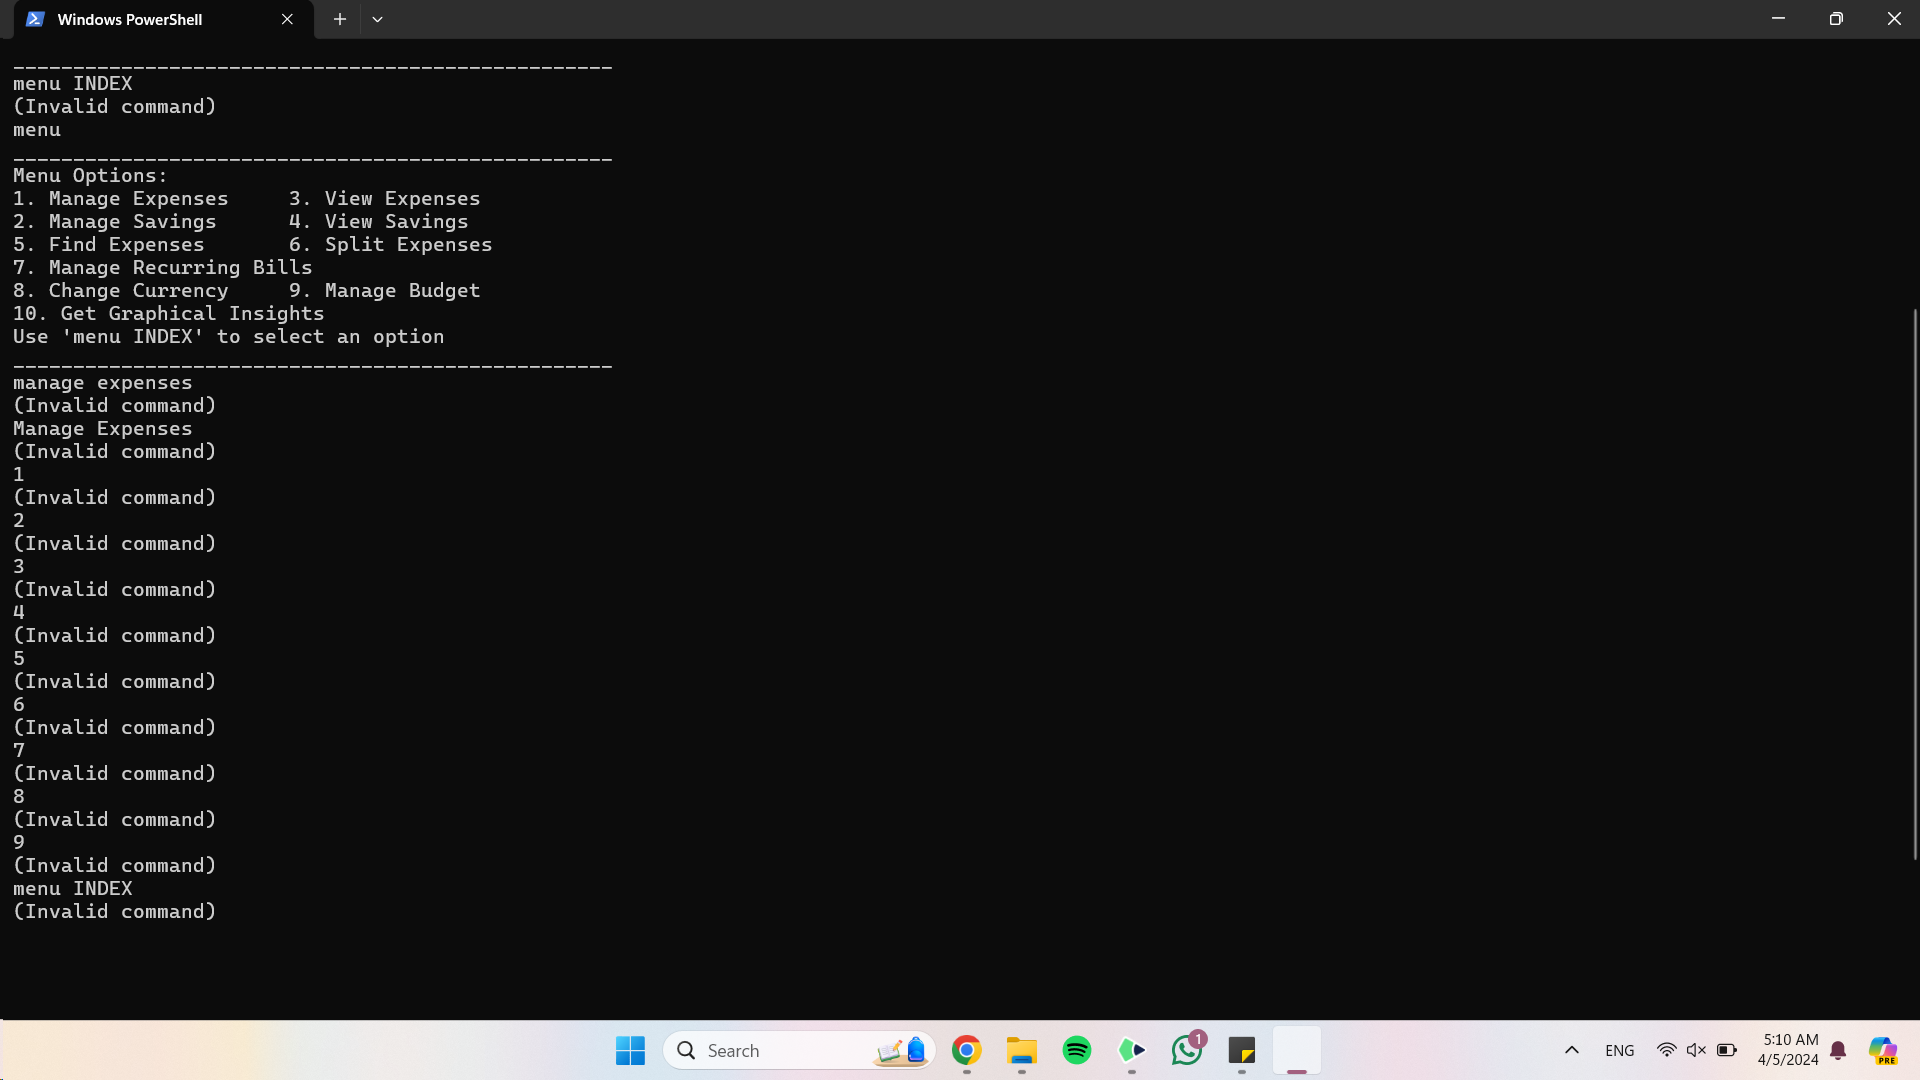 Windows PowerShell
__________________________________________________
menu INDEX
(Invalid command)
menu
__________________________________________________
Menu Options:
1. Manage Expenses     3. View Expenses
2. Manage Savings      4. View Savings
5. Find Expenses       6. Split Expenses
7. Manage Recurring Bills
8. Change Currency     9. Manage Budget
10. Get Graphical Insights
Use 'menu INDEX' to select an option
__________________________________________________
manage expenses
(Invalid command)
Manage Expenses
(Invalid command)
1
(Invalid command)
2
(Invalid command)
3
(Invalid command)
4
(Invalid command)
5
(Invalid command)
6
(Invalid command)
7
(Invalid command)
8
(Invalid command)
9
(Invalid command)
menu INDEX
(Invalid command)
Search
1
ENG
5:10 AM
4/5/2024
PRE